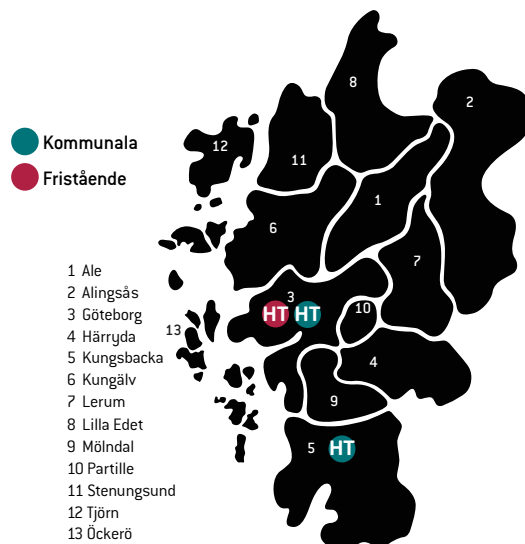 8
2
12
Kommunala
11
Fristående
1
6
7
1 Ale
2 Alingsås
3 Göteborg
4 Härryda
5 Kungsbacka
6 Kungälv
7 Lerum
8 Lilla Edet
9 Mölndal
10 Partille
11 Stenungsund
12 Tjörn
13 Öckerö
3
HT HT
10
13
4
9
5 HT